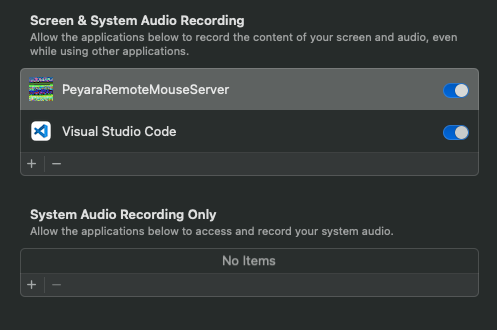 Screen & System Audio Recording
Allow the applications below to record the content of your screen and audio, even
while using other applications.
PeyaraRemoteMouseServer
Visual Studio Code
+ −
System Audio Recording Only
Allow the applications below to access and record your system audio.
No Items
+ −